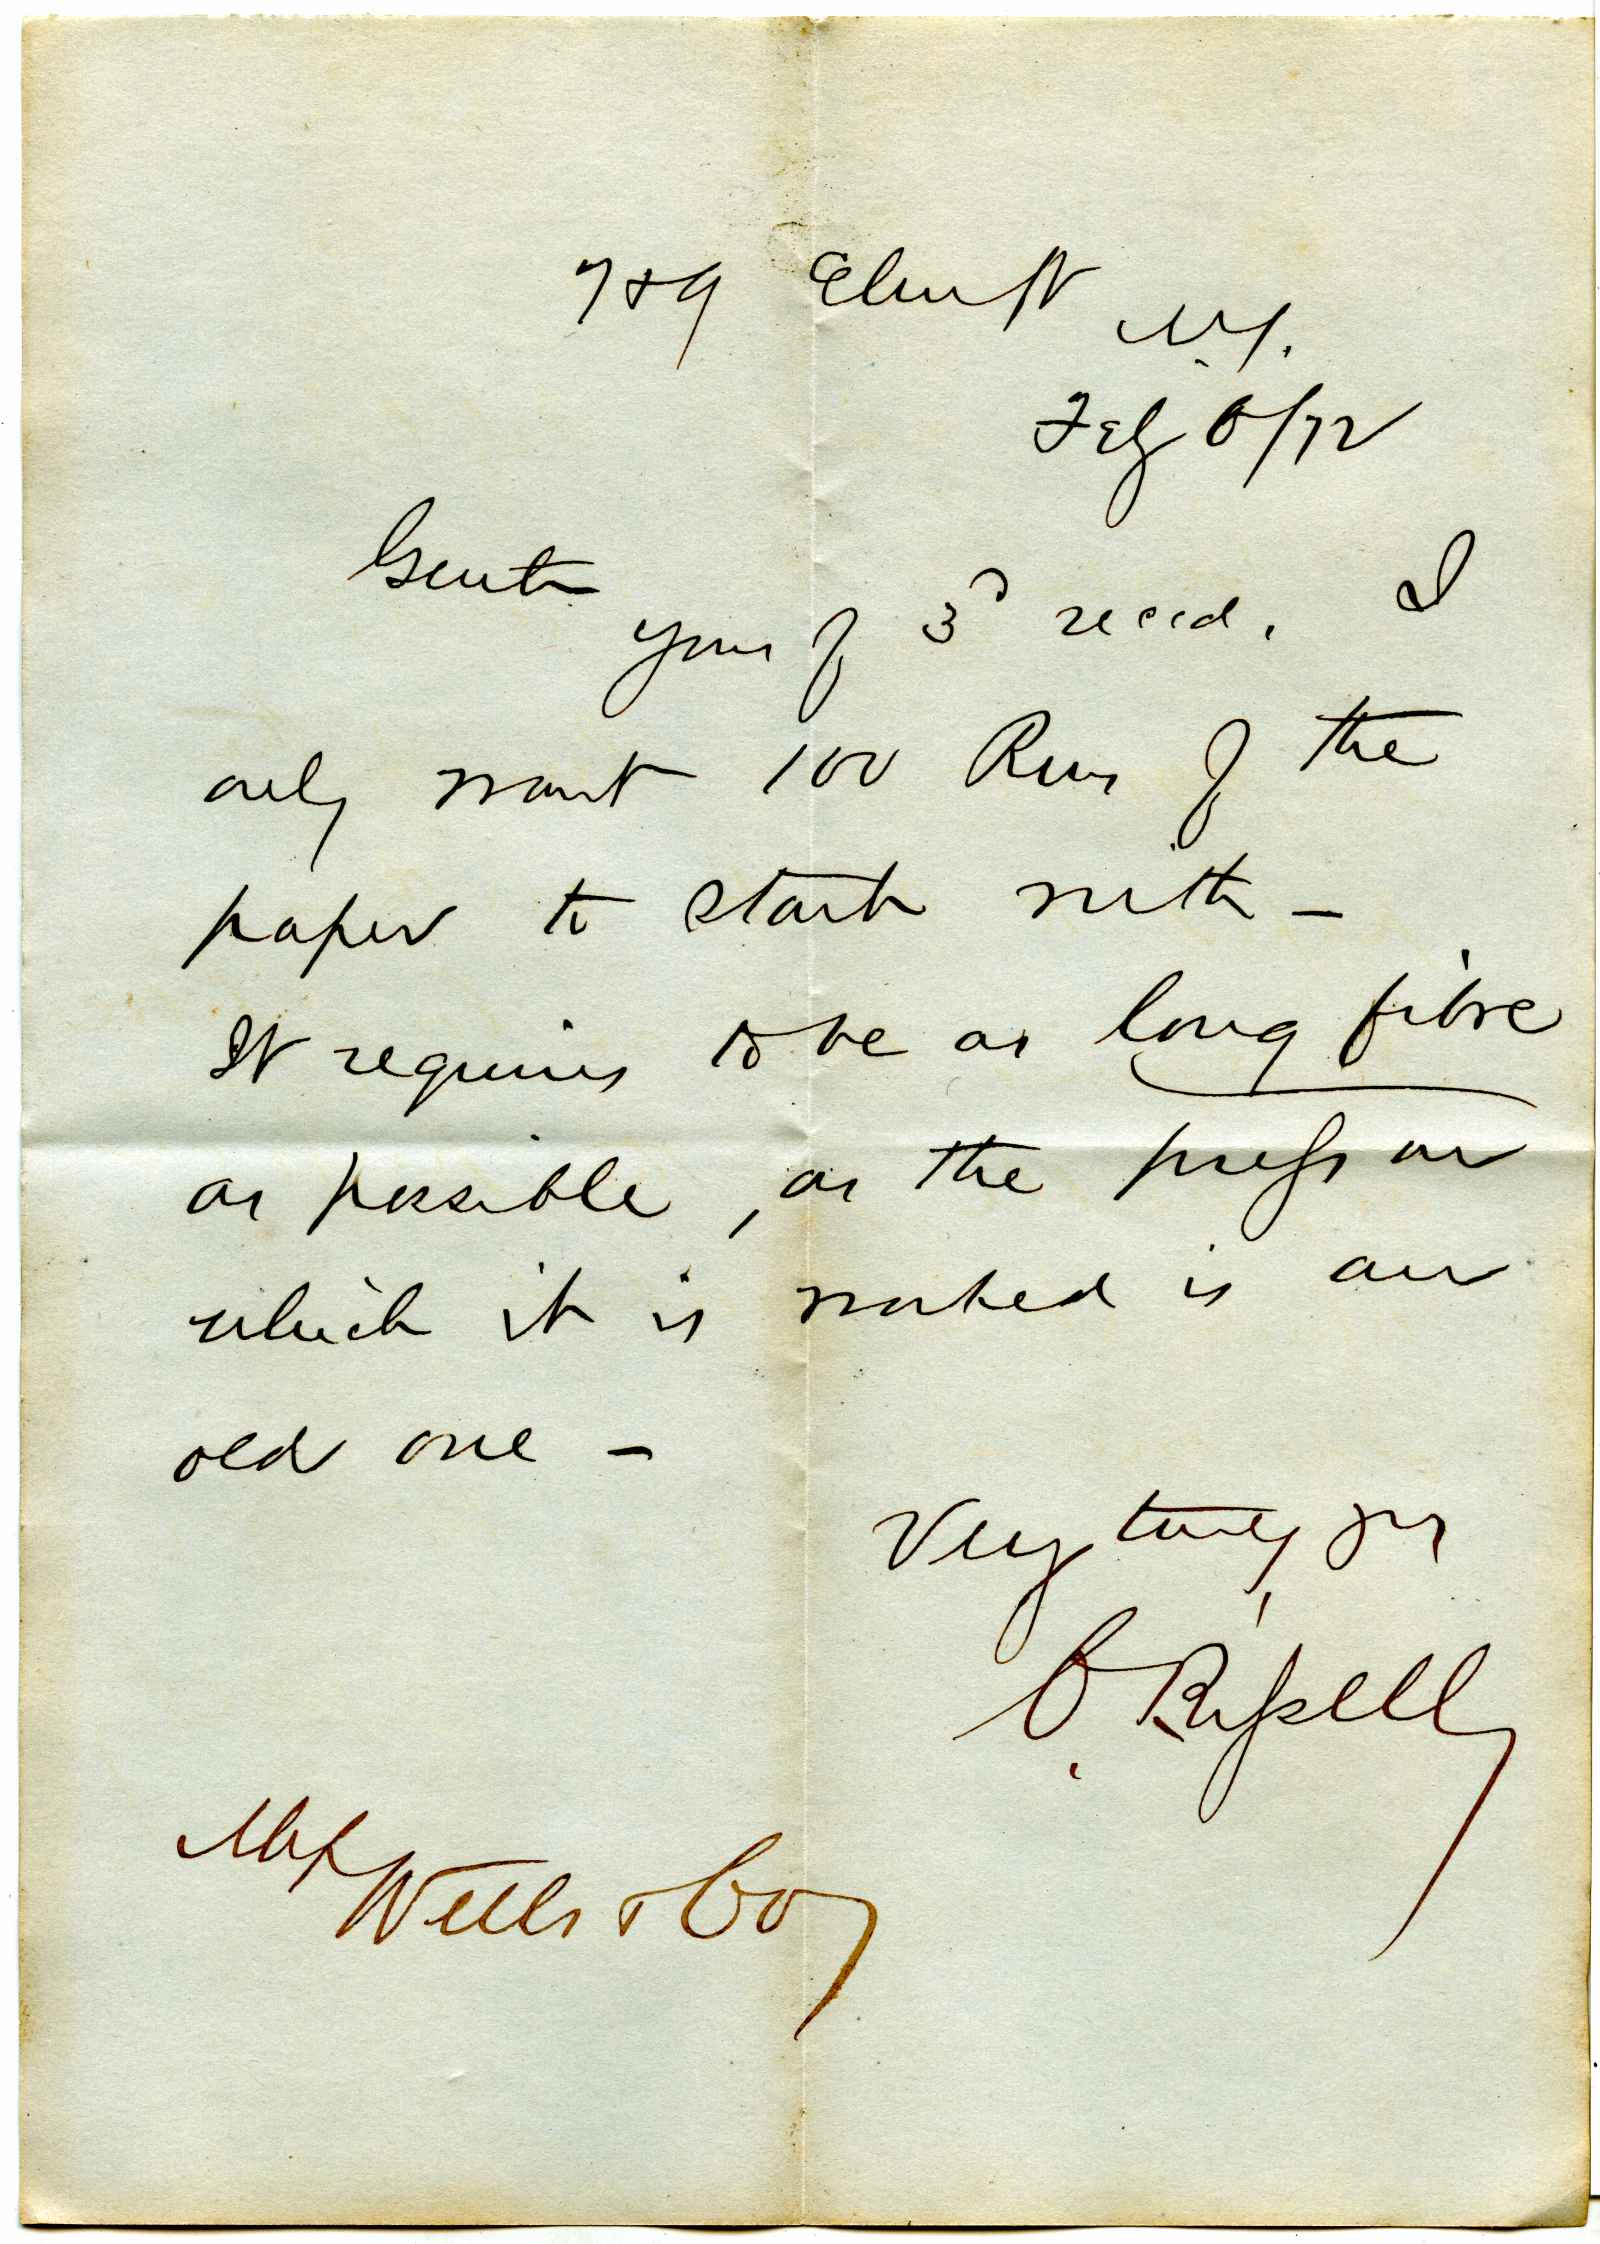 7 & 9 Elm St
N.Y.
Feby 6/72
Gents
Yours of 3d recd. I
only want 100 Rms of the
paper to start with –
It requires to be as long fibre
as possible, as the press on
which it is worked is an
old one –
Very truly yrs
C. Russell
Wells & Co